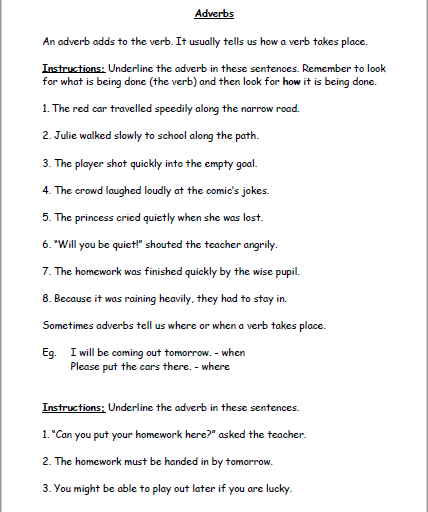 Adverbs
An adverb adds to the verb. It usually tells us how a verb takes place.
Instructions: Underline the adverb in these sentences. Remember to look
for what is being done (the verb) and then look for how it is being done.
1. The red car travelled speedily along the narrow road.
2. Julie walked slowly to school along the path.
3. The player shot quickly into the empty goal.
4. The crowd laughed loudly at the comic's jokes.
5. The princess cried quietly when she was lost.
6. "Will you be quiet!" shouted the teacher angrily.
7. The homework was finished quickly by the wise pupil.
8. Because it was raining heavily, they had to stay in.
Sometimes adverbs tell us where or when a verb takes place.
Eg. I will be coming out tomorrow. - when
Please put the cars there. - where
Instructions: Underline the adverb in these sentences.
1. "Can you put your homework here?" asked the teacher.
2. The homework must be handed in by tomorrow.
3. You might be able to play out later if you are lucky.